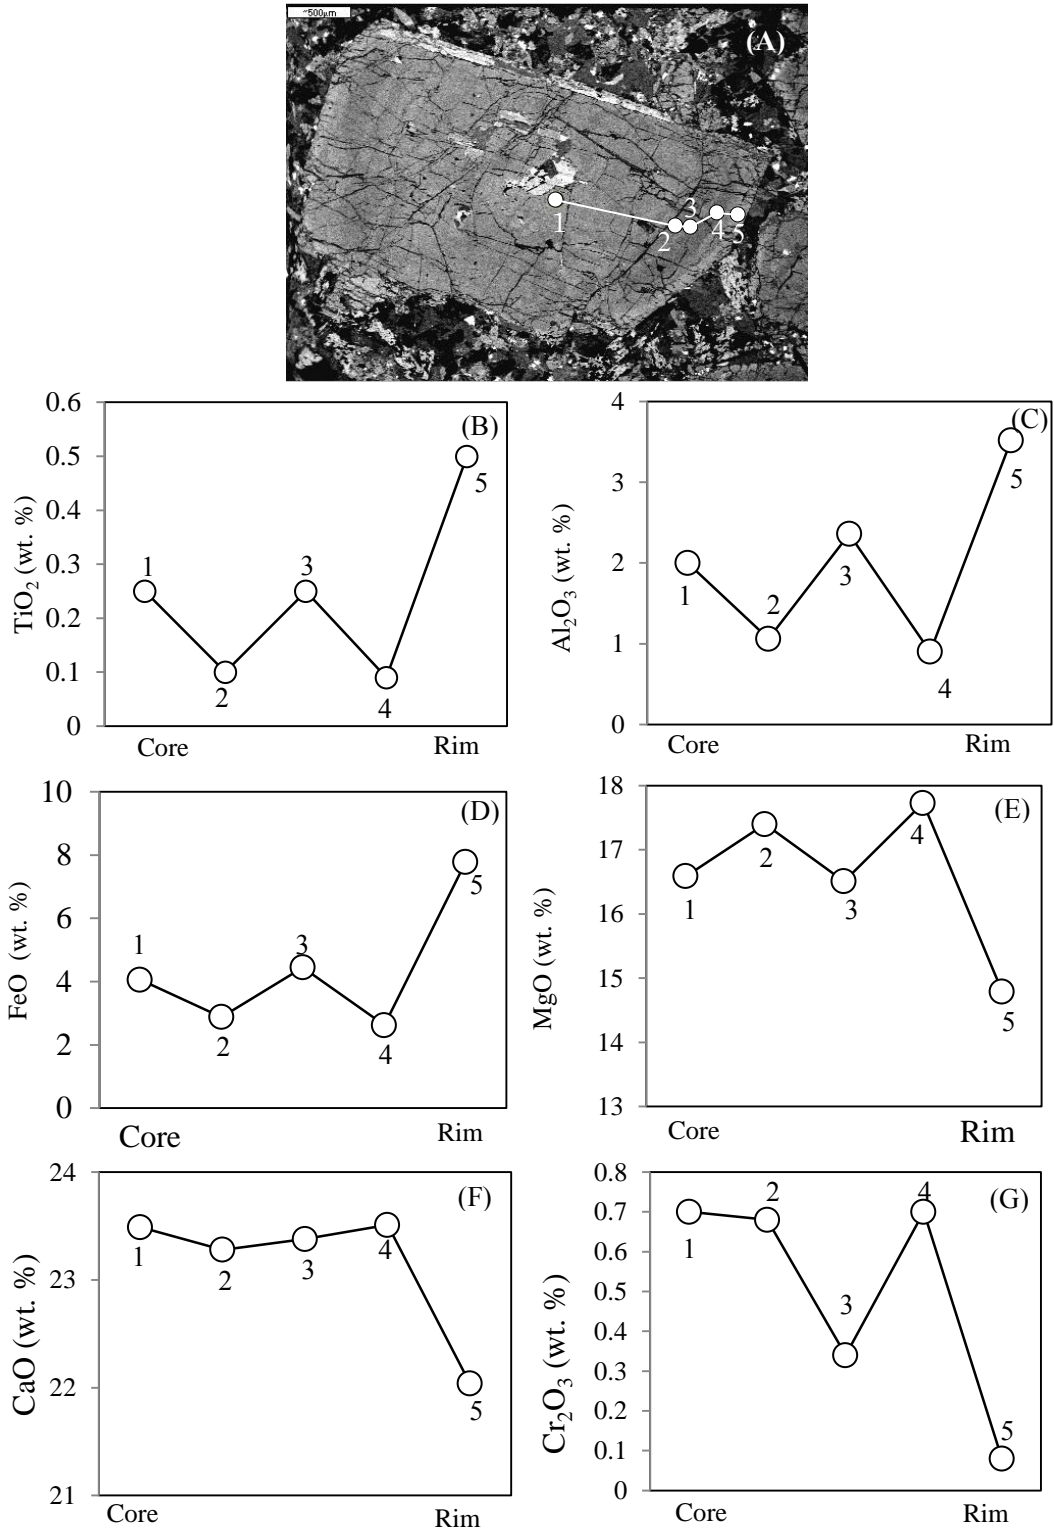 ~500µm
(A)
1
2
3
4
5
0.6
0.5
0.4
0.3
0.2
0.1
0
TiO₂ (wt. %)
(B)
1
2
3
4
5
Core
Rim
4
3
2
1
0
Al₂O₃ (wt. %)
(C)
1
2
3
4
5
Core
Rim
10
8
6
4
2
0
FeO (wt. %)
(D)
1
2
3
4
5
Core
Rim
18
17
16
15
14
13
MgO (wt. %)
(E)
1
2
3
4
5
Core
Rim
24
23
22
21
CaO (wt. %)
(F)
1
2
3
4
5
Core
Rim
0.8
0.7
0.6
0.5
0.4
0.3
0.2
0.1
0
Cr₂O₃ (wt. %)
(G)
1
2
3
4
5
Core
Rim